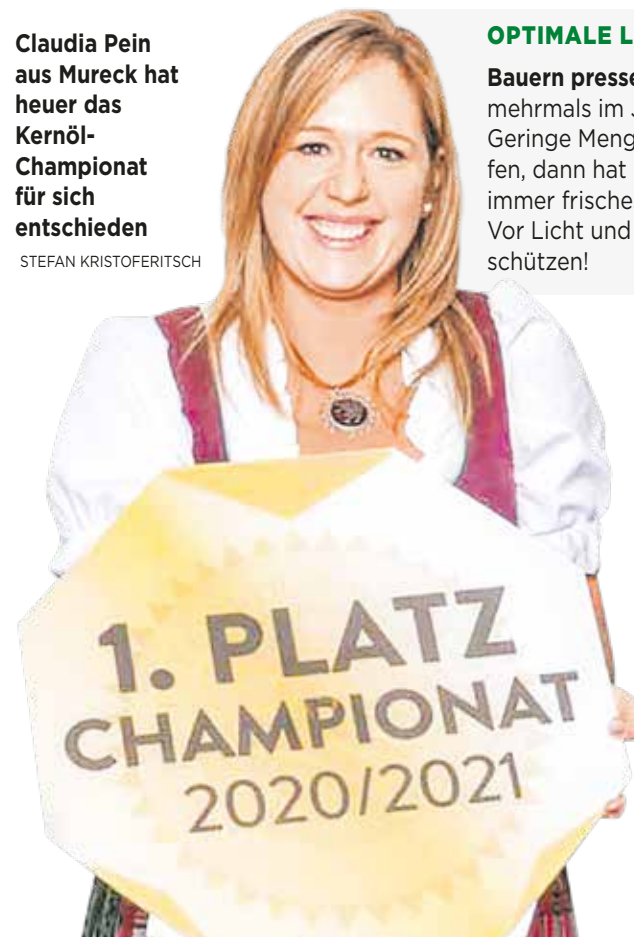 Claudia Pein
aus Mureck hat
heuer das
Kernöl-
Championat
für sich
entschieden
STEFAN KRISTOFERITSCH
OPTIMALE L
Bauern presse
mehrmals im
Geringe Meng
fen, dann hat
immer frische
Vor Licht und
schützen!
1. PLATZ
CHAMPIONAT
2020/2021